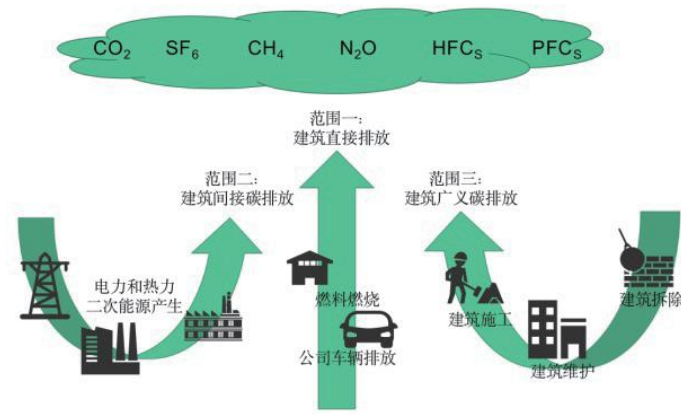 CO₂ SF₆ CH₄ N₂O HFCS PFCS
范围一：
建筑直接排放
范围二：
建筑间接碳排放
范围三：
建筑广义碳排放
电力和热力
二次能源产生
燃料燃烧
公司车辆排放
建筑施工
建筑维护
建筑拆除